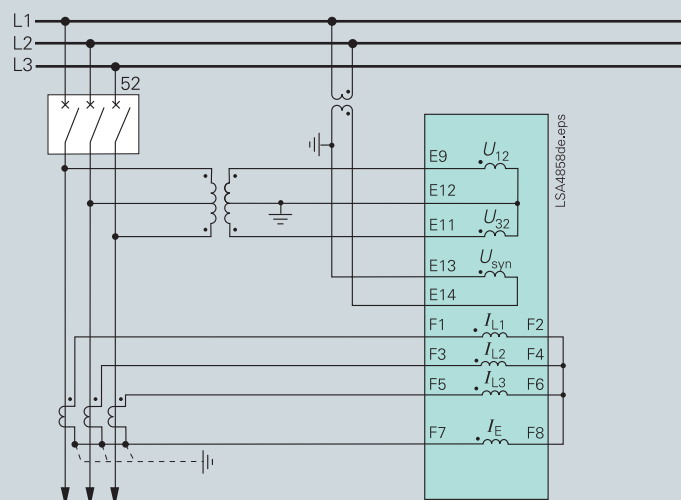 L1
L2
L3
52
LSA4858de.eps
E9 U12
E12
E11 U32
E13 Usyn
E14
F1 IL1 F2
F3 IL2 F4
F5 IL3 F6
F7 IE F8